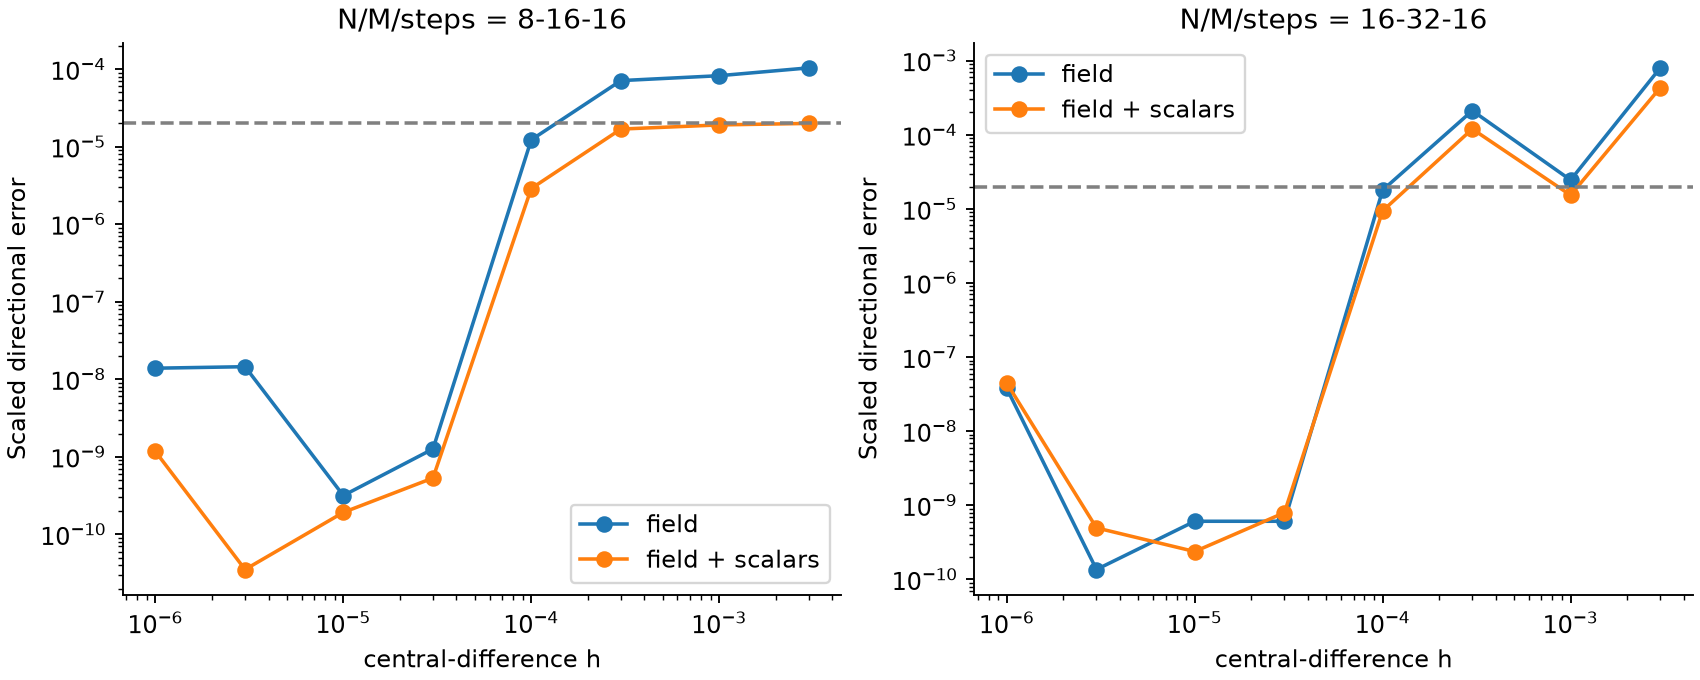 N/M/steps = 8-16-16
Scaled directional error
10⁻⁴
10⁻⁵
10⁻⁶
10⁻⁷
10⁻⁸
10⁻⁹
10⁻¹⁰
field
field + scalars
10⁻⁶ 10⁻⁵ 10⁻⁴ 10⁻³
central-difference h
N/M/steps = 16-32-16
Scaled directional error
10⁻³
10⁻⁴
10⁻⁵
10⁻⁶
10⁻⁷
10⁻⁸
10⁻⁹
10⁻¹⁰
field
field + scalars
10⁻⁶ 10⁻⁵ 10⁻⁴ 10⁻³
central-difference h